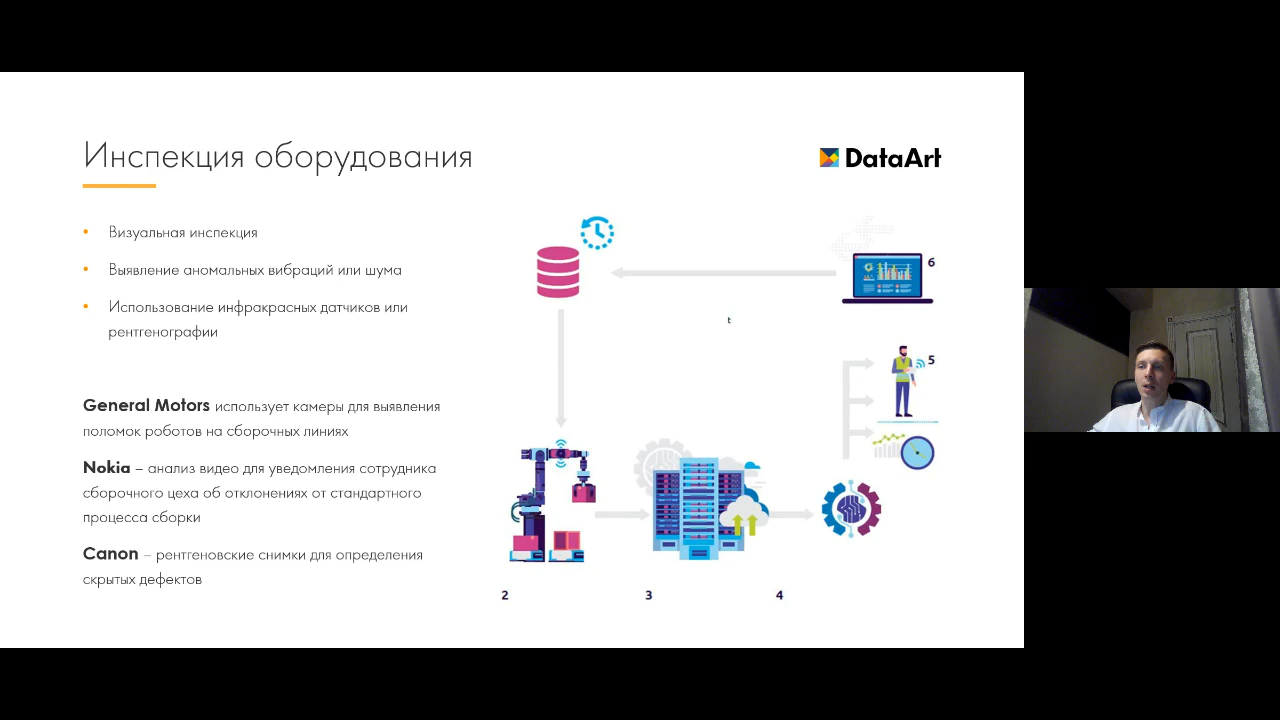 Инспекция оборудования
DataArt
• Визуальная инспекция
• Выявление аномальных вибраций или шума
• Использование инфракрасных датчиков или
рентгенографии
General Motors использует камеры для выявления
поломок роботов на сборочных линиях
Nokia – анализ видео для уведомления сотрудника
сборочного цеха об отклонениях от стандартного
процесса сборки
Canon – рентгеновские снимки для определения
скрытых дефектов
6
t
5
2
3
4